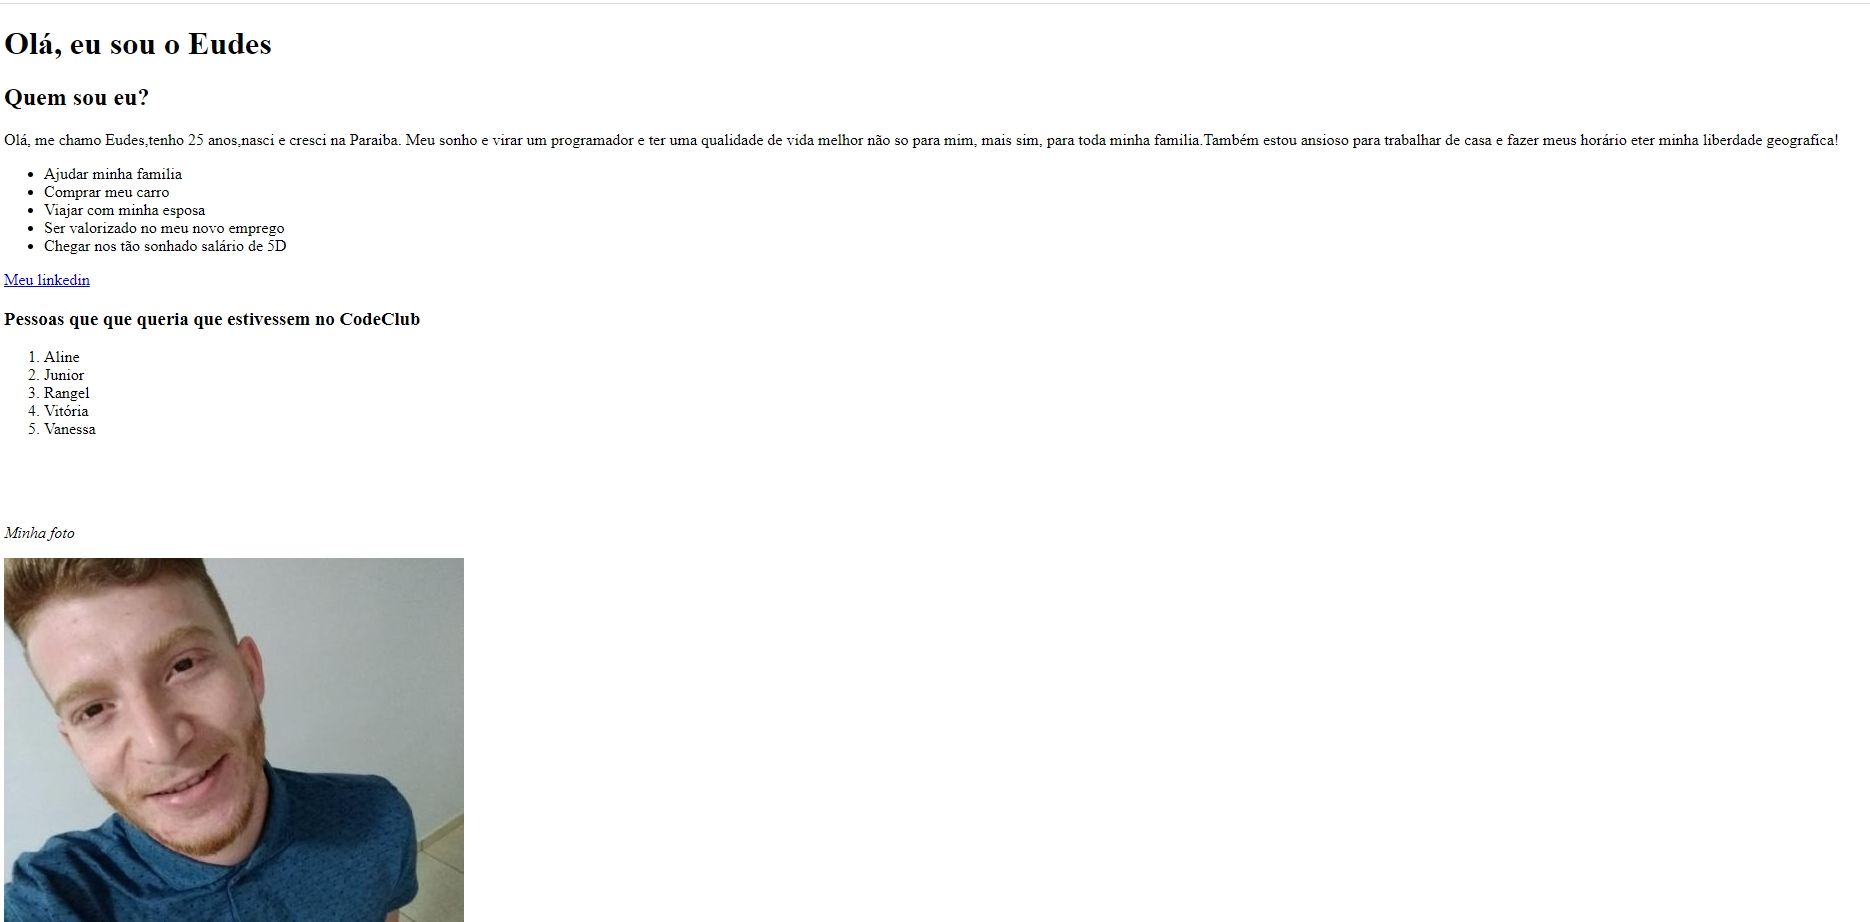 Olá, eu sou o Eudes
Quem sou eu?
Olá, me chamo Eudes,tenho 25 anos,nasci e cresci na Paraiba. Meu sonho e virar um programador e ter uma qualidade de vida melhor não so para mim, mais sim, para toda minha familia.Também estou ansioso para trabalhar de casa e fazer meus horário eter minha liberdade geografica!
• Ajudar minha familia
• Comprar meu carro
• Viajar com minha esposa
• Ser valorizado no meu novo emprego
• Chegar nos tão sonhado salário de 5D
Meu linkedin
Pessoas que que queria que estivessem no CodeClub
1. Aline
2. Junior
3. Rangel
4. Vitória
5. Vanessa
Minha foto